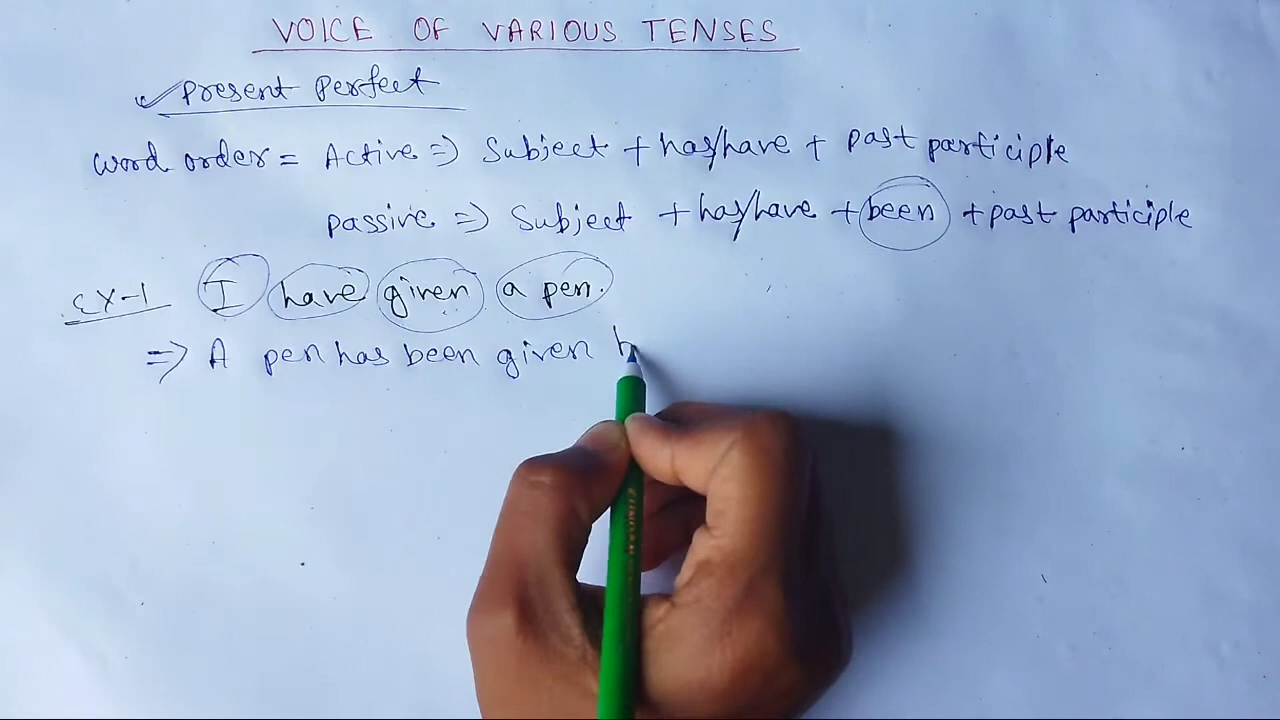 VOICE OF VARIOUS TENSES
Present Perfect
word order = Active => Subject + has/have + past participle
passive => Subject + has/have + been + past participle
EX-1 I have given a pen.
=> A pen has been given